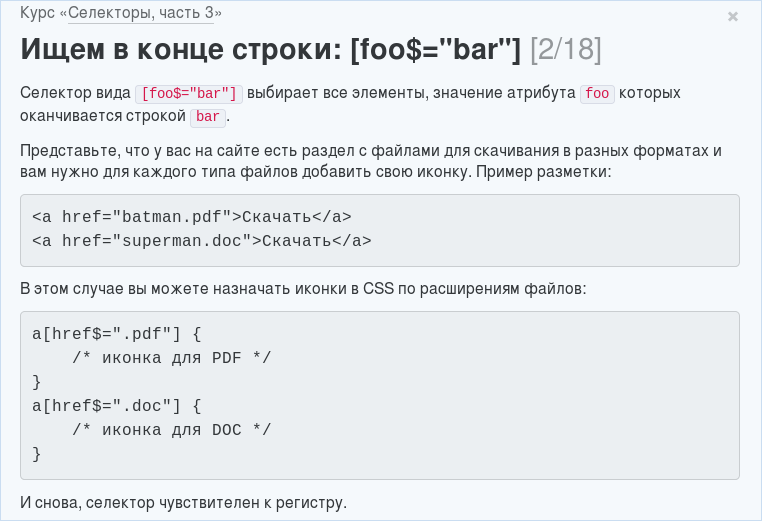 Курс «Селекторы, часть 3»
×
Ищем в конце строки: [foo$="bar"] [2/18]
Селектор вида [foo$="bar"] выбирает все элементы, значение атрибута foo которых
оканчивается строкой bar.
Представьте, что у вас на сайте есть раздел с файлами для скачивания в разных форматах и
вам нужно для каждого типа файлов добавить свою иконку. Пример разметки:
<a href="batman.pdf">Скачать</a>
<a href="superman.doc">Скачать</a>
В этом случае вы можете назначать иконки в CSS по расширениям файлов:
a[href$=".pdf"] {
    /* иконка для PDF */
}
a[href$=".doc"] {
    /* иконка для DOC */
}
И снова, селектор чувствителен к регистру.